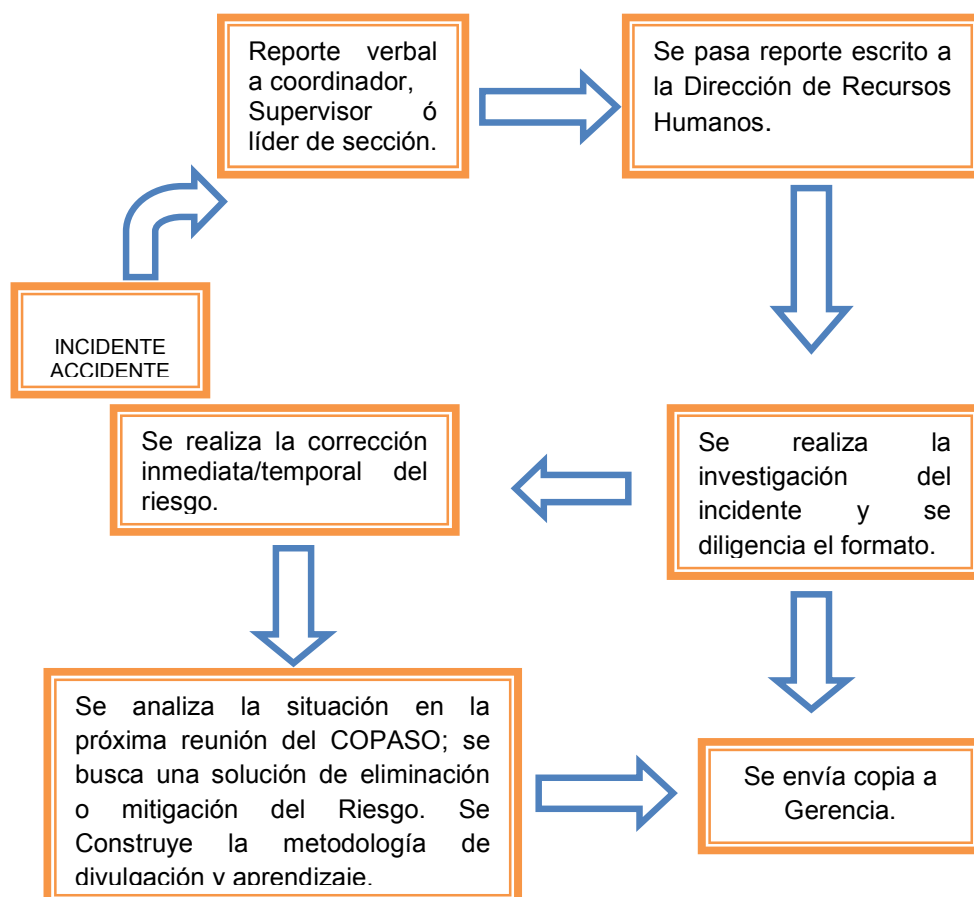 Reporte verbal
a coordinador,
Supervisor ó
líder de sección.
Se pasa reporte escrito a
la Dirección de Recursos
Humanos.
INCIDENTE
ACCIDENTE
Se realiza la corrección
inmediata/temporal del
riesgo.
Se realiza la
investigación del
incidente y se
diligencia el formato.
Se analiza la situación en la
próxima reunión del COPASO; se
busca una solución de eliminación
o mitigación del Riesgo. Se
Construye la metodología de
divulgación y aprendizaje.
Se envía copia a
Gerencia.